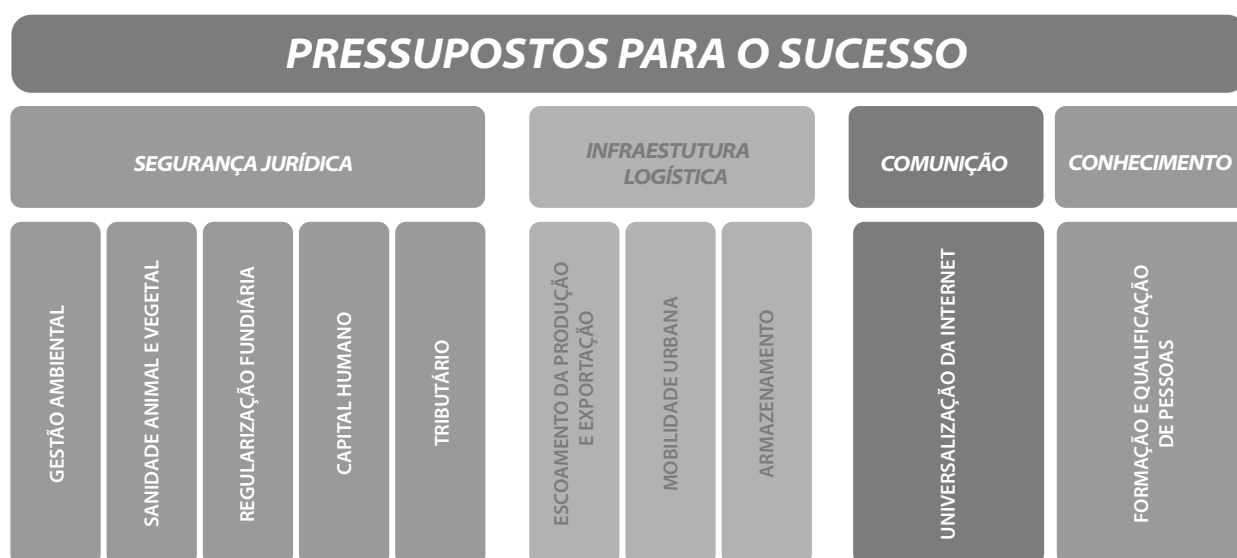 PRESSUPOSTOS PARA O SUCESSO
SEGURANÇA JURÍDICA
INFRAESTUTURA
LOGÍSTICA
COMUNIÇÃO
CONHECIMENTO
GESTÃO AMBIENTAL
SANIDADE ANIMAL E VEGETAL
REGULARIZAÇÃO FUNDIÁRIA
CAPITAL HUMANO
TRIBUTÁRIO
ESCOAMENTO DA PRODUÇÃO
E EXPORTAÇÃO
MOBILIDADE URBANA
ARMAZENAMENTO
UNIVERSALIZAÇÃO DA INTERNET
FORMAÇÃO E QUALIFICAÇÃO
DE PESSOAS